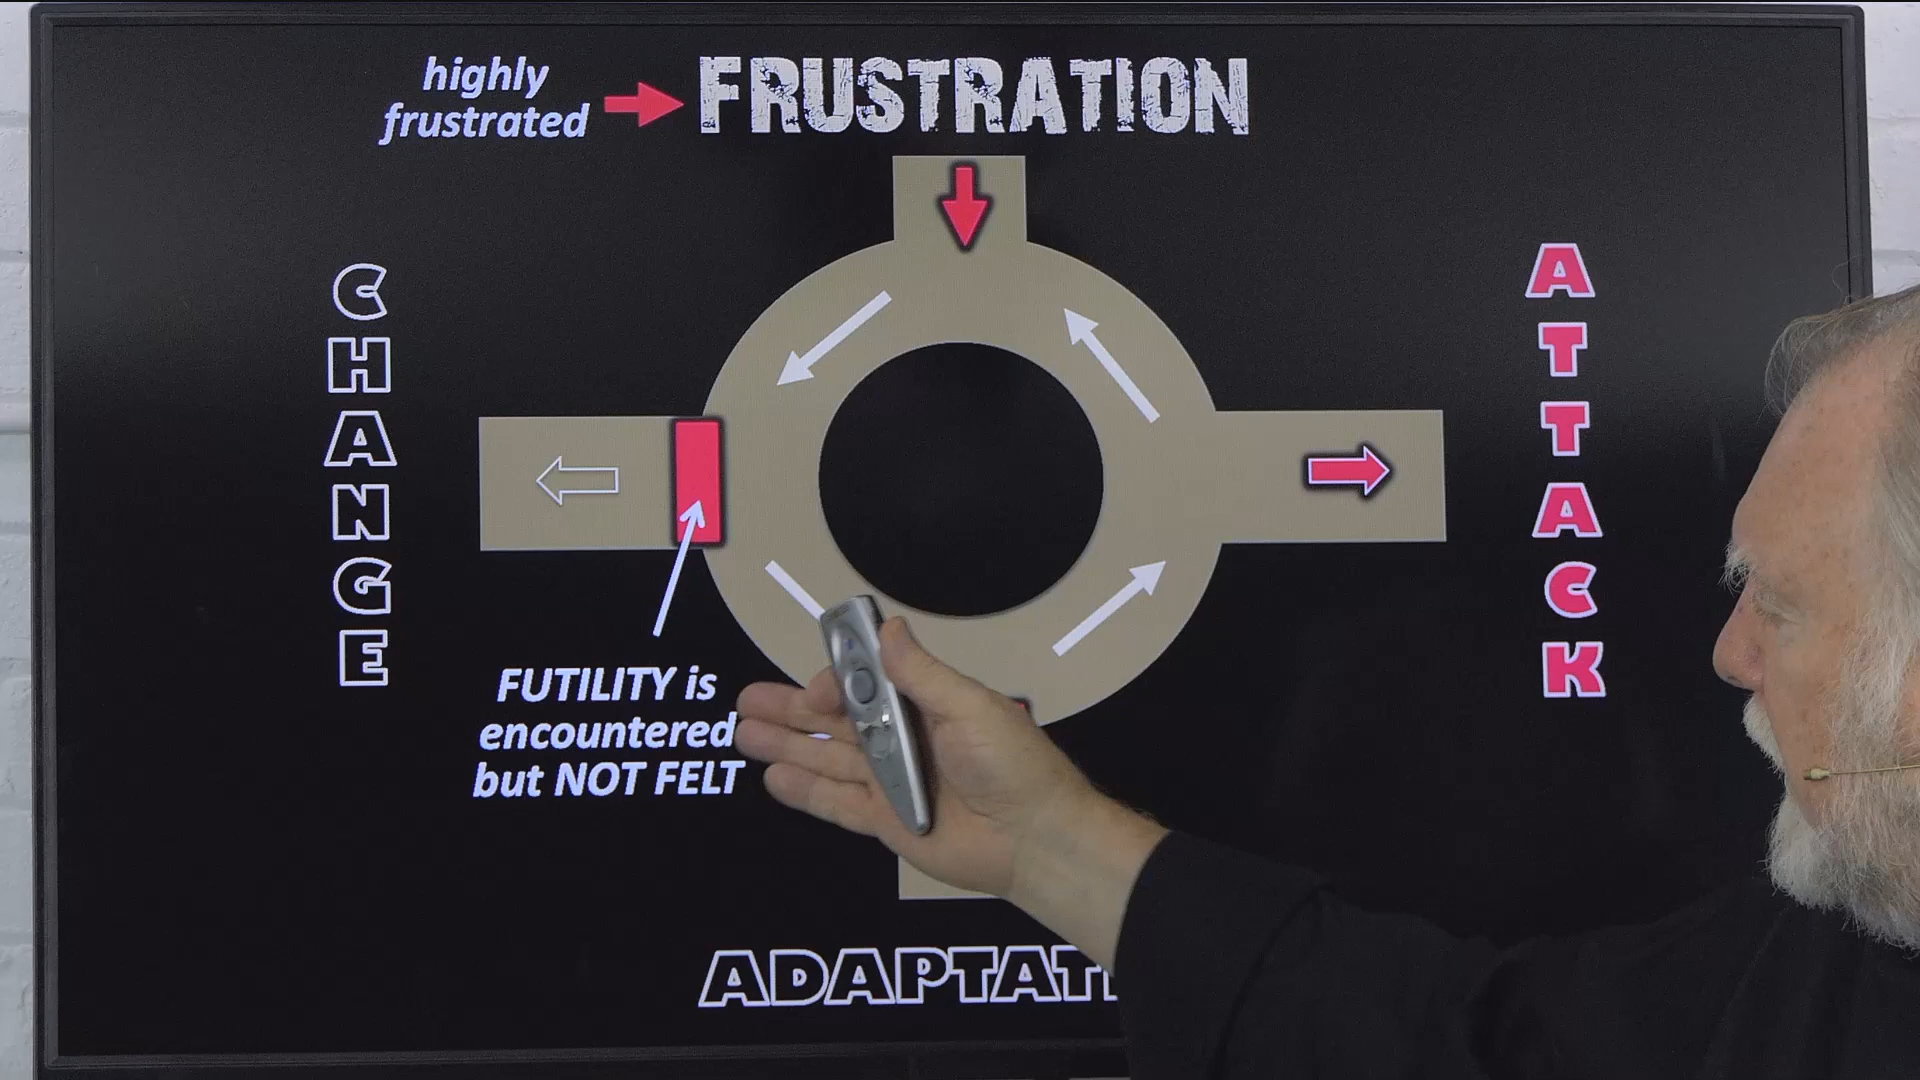 highly
frustrated
FRUSTRATION
CHANGE
ATTACK
FUTILITY is
encountered
but NOT FELT